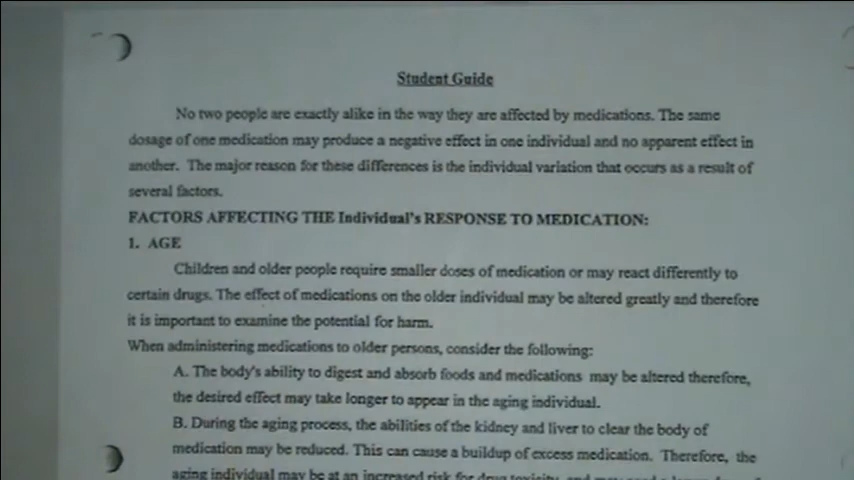 Student Guide
No two people are exactly alike in the way they are affected by medications. The same
dosage of one medication may produce a negative effect in one individual and no apparent effect in
another. The major reason for these differences is the individual variation that occurs as a result of
several factors.
FACTORS AFFECTING THE Individual's RESPONSE TO MEDICATION:
1. AGE
Children and older people require smaller doses of medication or may react differently to
certain drugs. The effect of medications on the older individual may be altered greatly and therefore
it is important to examine the potential for harm.
When administering medications to older persons, consider the following:
A. The body's ability to digest and absorb foods and medications may be altered therefore,
the desired effect may take longer to appear in the aging individual.
B. During the aging process, the abilities of the kidney and liver to clear the body of
medication may be reduced. This can cause a buildup of excess medication. Therefore, the
aging individual may be at an increased risk for drug toxicity, and may